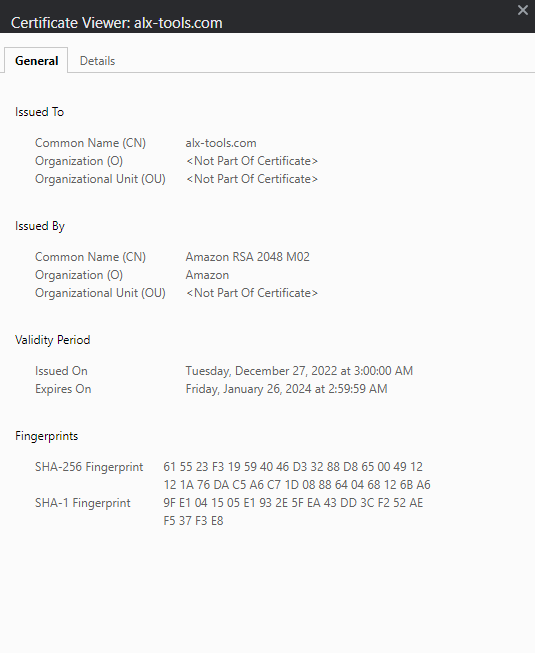 Certificate Viewer: alx-tools.com
General Details
Issued To
Common Name (CN) alx-tools.com
Organization (O) <Not Part Of Certificate>
Organizational Unit (OU) <Not Part Of Certificate>
Issued By
Common Name (CN) Amazon RSA 2048 M02
Organization (O) Amazon
Organizational Unit (OU) <Not Part Of Certificate>
Validity Period
Issued On Tuesday, December 27, 2022 at 3:00:00 AM
Expires On Friday, January 26, 2024 at 2:59:59 AM
Fingerprints
SHA-256 Fingerprint 61 55 23 F3 19 59 40 46 D3 32 88 D8 65 00 49 12
12 1A 76 DA C5 A6 C7 1D 08 88 64 04 68 12 6B A6
SHA-1 Fingerprint 9F E1 04 15 05 E1 93 2E 5F EA 43 DD 3C F2 52 AE
F5 37 F3 E8